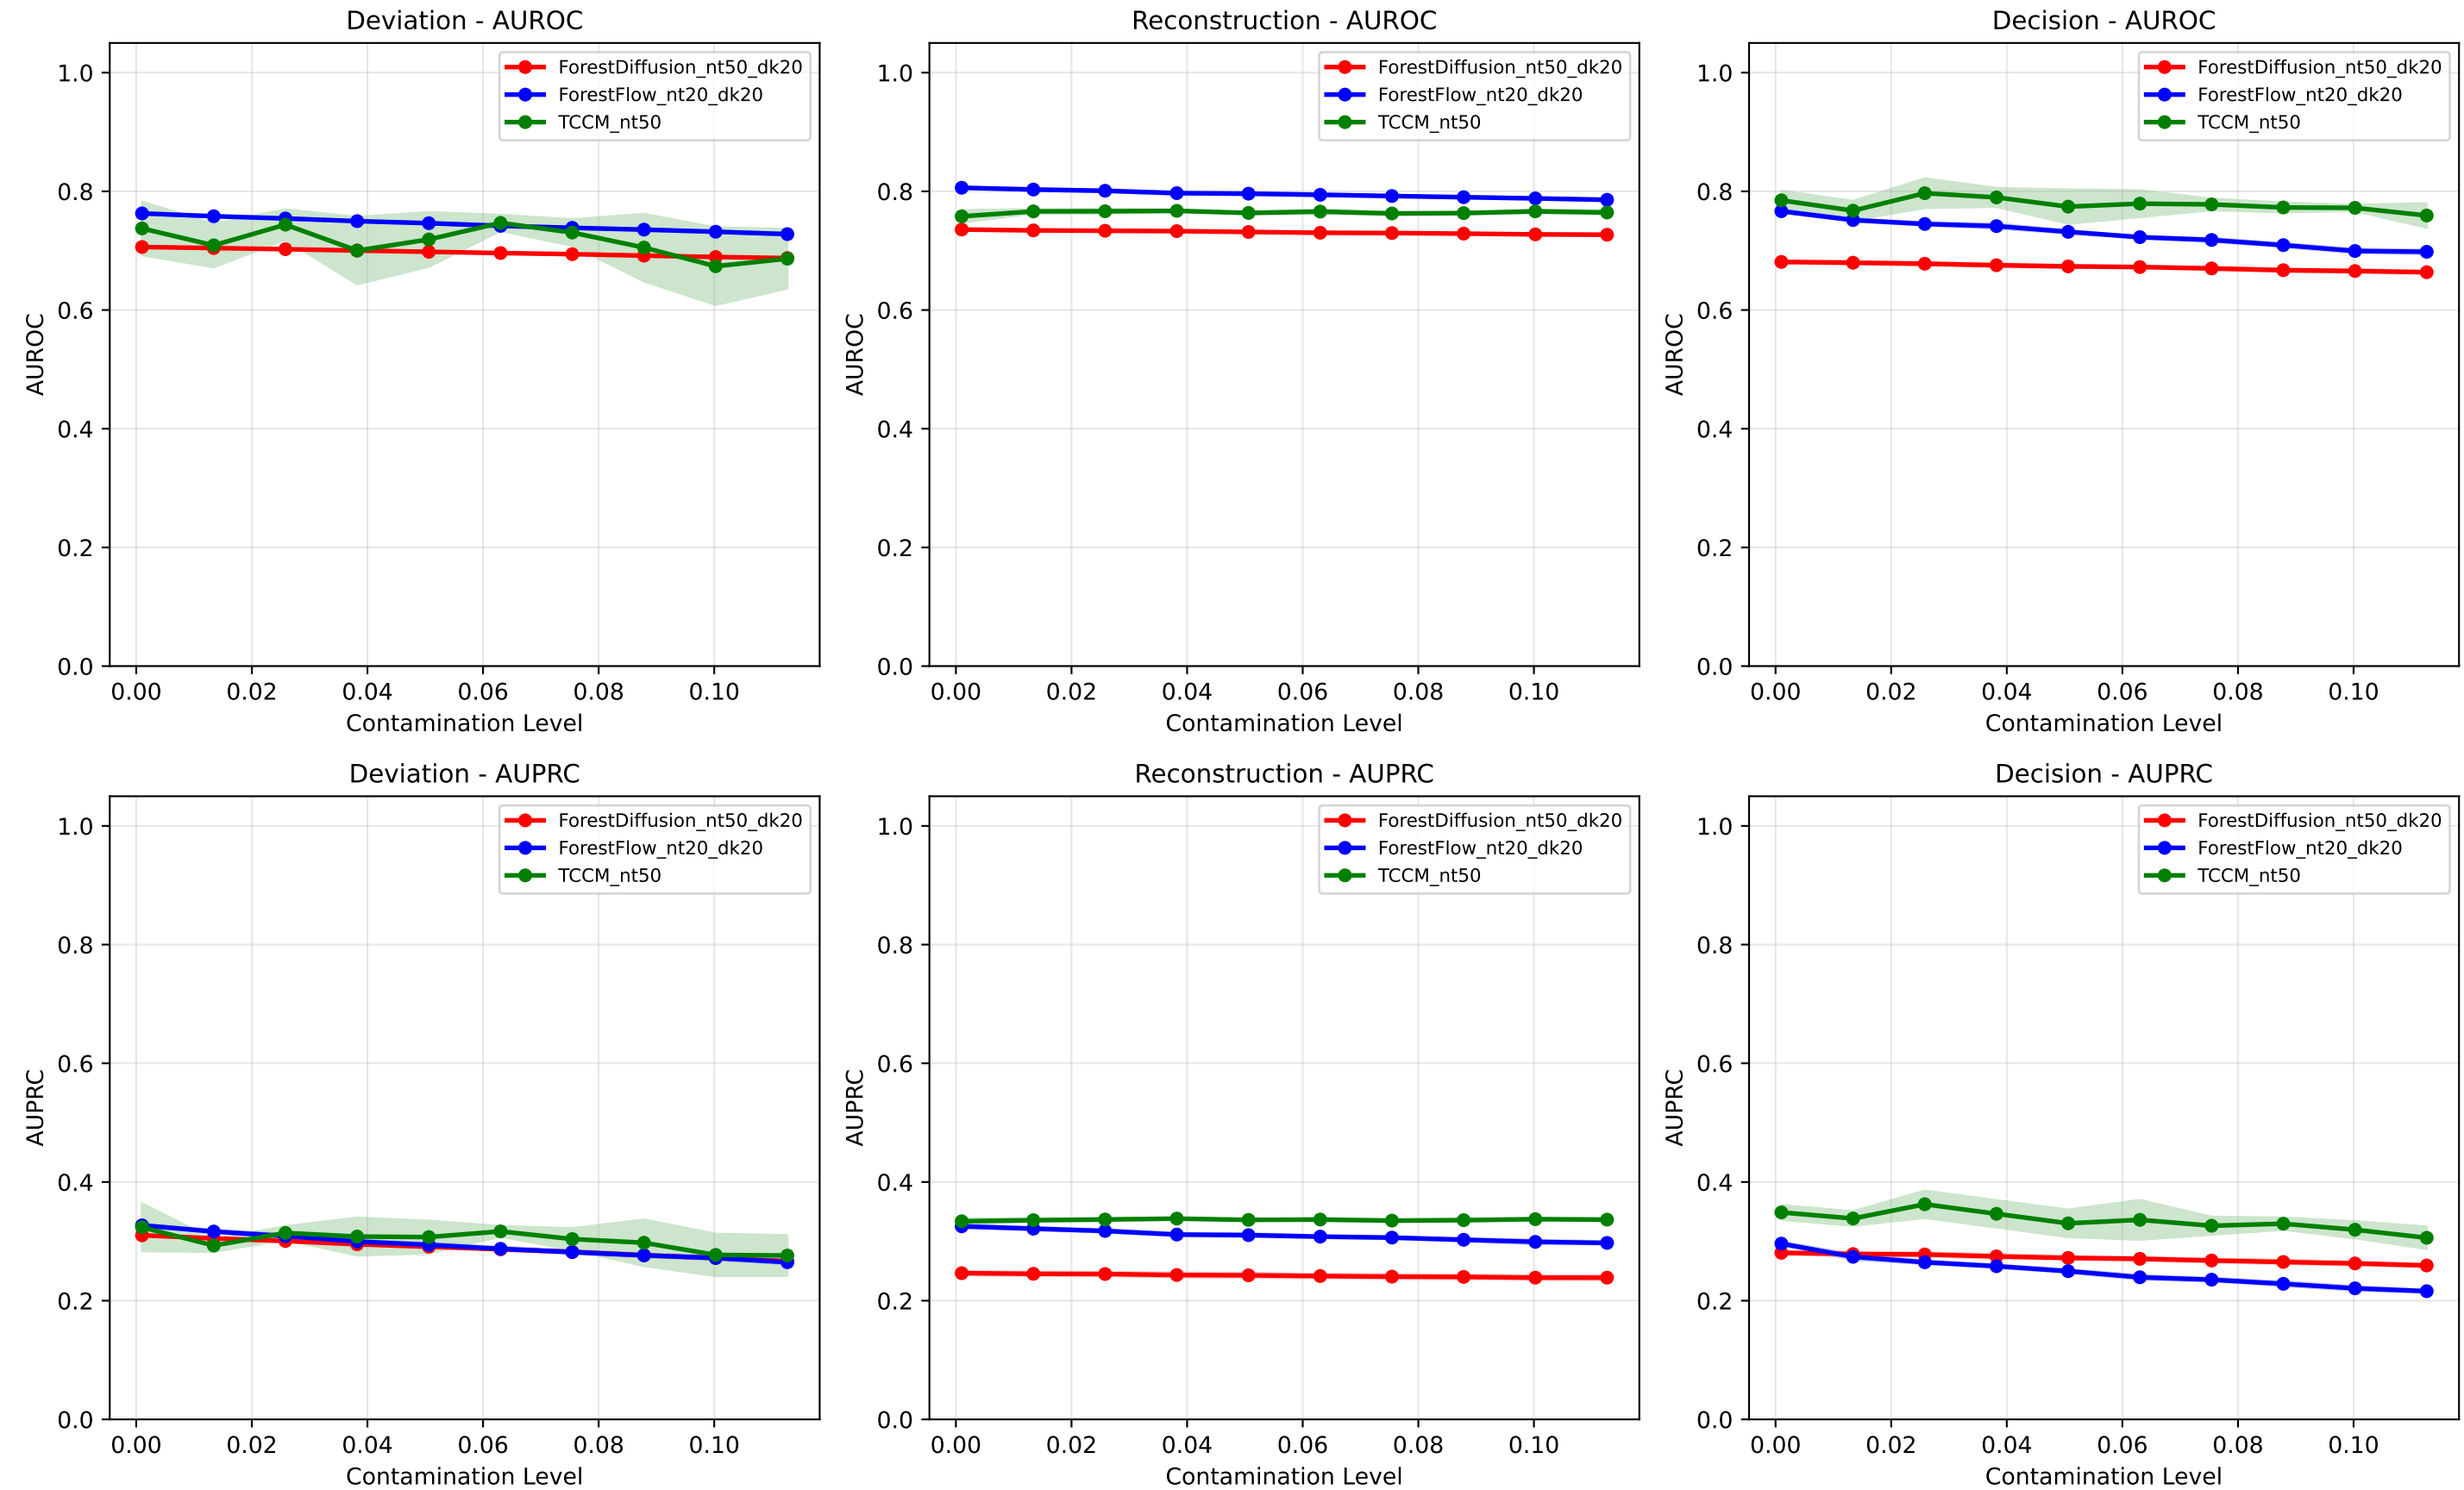 Deviation - AUROC
AUROC
1.0
0.8
0.6
0.4
0.2
0.0
0.00 0.02 0.04 0.06 0.08 0.10
Contamination Level
ForestDiffusion_nt50_dk20
ForestFlow_nt20_dk20
TCCM_nt50
Reconstruction - AUROC
AUROC
1.0
0.8
0.6
0.4
0.2
0.0
0.00 0.02 0.04 0.06 0.08 0.10
Contamination Level
ForestDiffusion_nt50_dk20
ForestFlow_nt20_dk20
TCCM_nt50
Decision - AUROC
AUROC
1.0
0.8
0.6
0.4
0.2
0.0
0.00 0.02 0.04 0.06 0.08 0.10
Contamination Level
ForestDiffusion_nt50_dk20
ForestFlow_nt20_dk20
TCCM_nt50
Deviation - AUPRC
AUPRC
1.0
0.8
0.6
0.4
0.2
0.0
0.00 0.02 0.04 0.06 0.08 0.10
Contamination Level
ForestDiffusion_nt50_dk20
ForestFlow_nt20_dk20
TCCM_nt50
Reconstruction - AUPRC
AUPRC
1.0
0.8
0.6
0.4
0.2
0.0
0.00 0.02 0.04 0.06 0.08 0.10
Contamination Level
ForestDiffusion_nt50_dk20
ForestFlow_nt20_dk20
TCCM_nt50
Decision - AUPRC
AUPRC
1.0
0.8
0.6
0.4
0.2
0.0
0.00 0.02 0.04 0.06 0.08 0.10
Contamination Level
ForestDiffusion_nt50_dk20
ForestFlow_nt20_dk20
TCCM_nt50